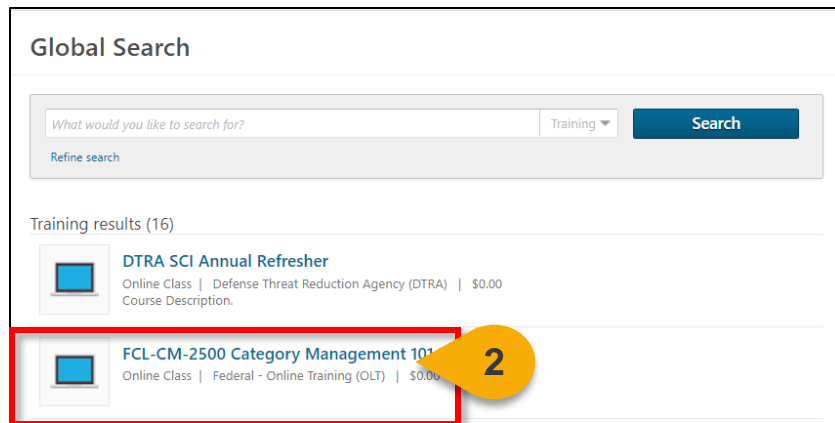 Global Search
What would you like to search for?
Training
Search
Refine search
Training results (16)
DTRA SCI Annual Refresher
Online Class | Defense Threat Reduction Agency (DTRA) | $0.00
Course Description.
FCL-CM-2500 Category Management 101
Online Class | Federal - Online Training (OLT) | $0.00
2